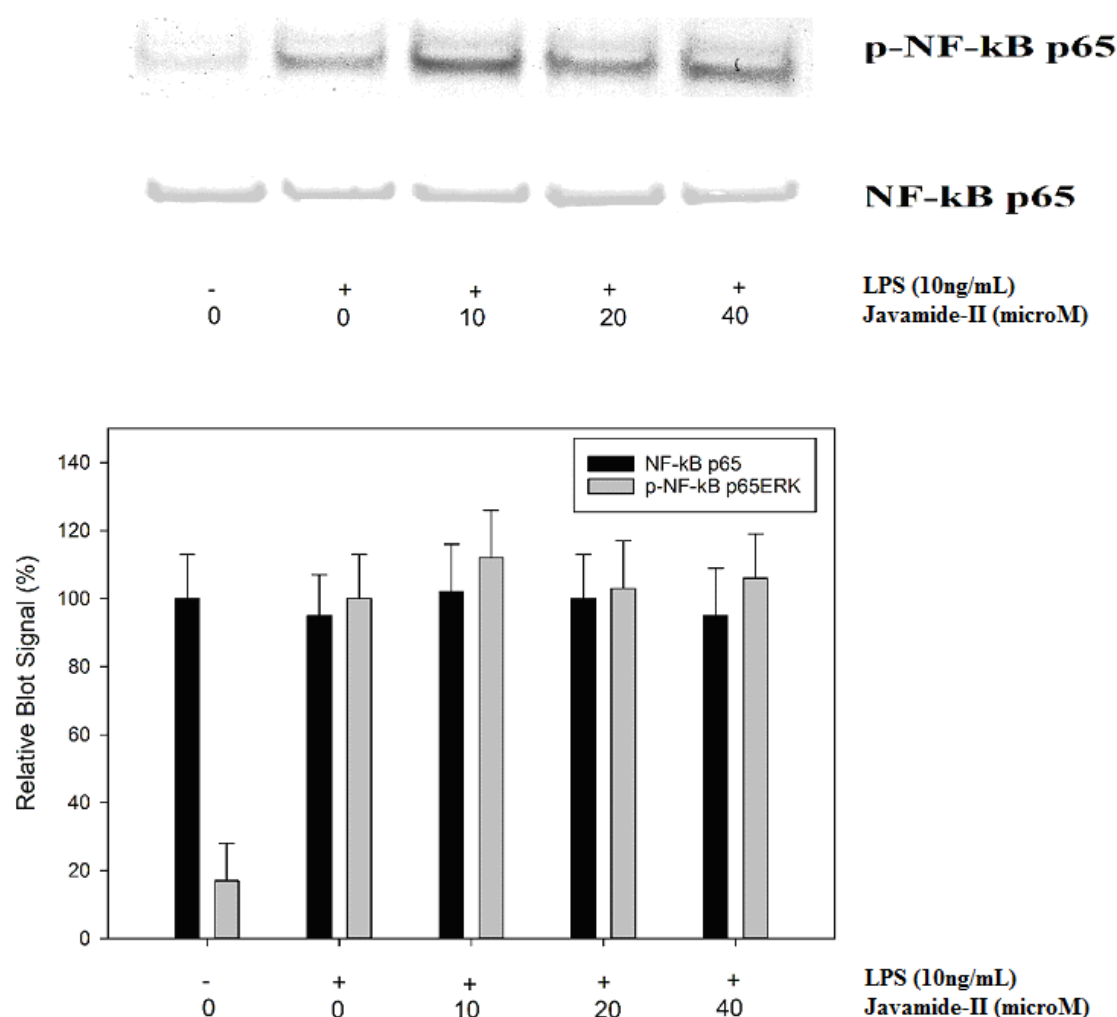 p-NF-kB p65
NF-kB p65
- + + + + LPS (10ng/mL)
0 0 10 20 40 Javamide-II (microM)
140
120
100
80
60
40
20
0
Relative Blot Signal (%)
NF-kB p65
p-NF-kB p65ERK
- + + + + LPS (10ng/mL)
0 0 10 20 40 Javamide-II (microM)